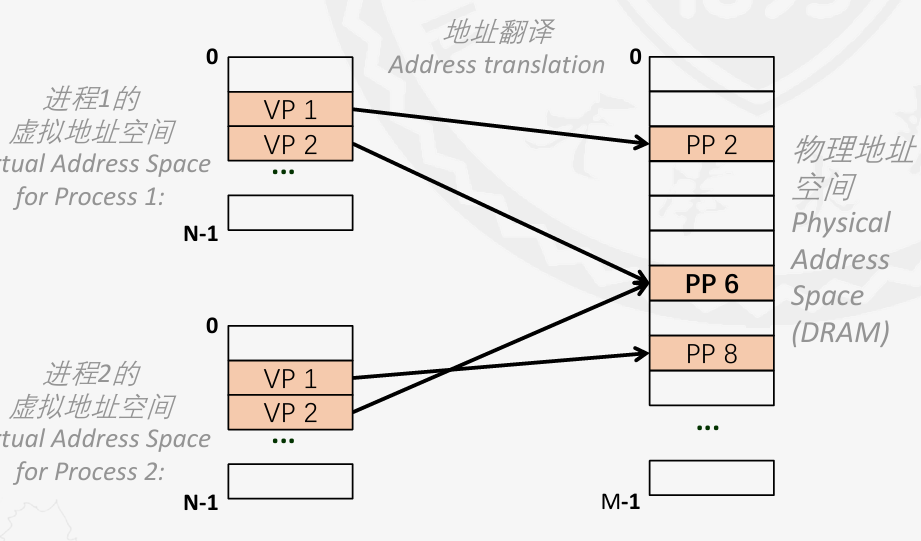 地址翻译
Address translation
0
进程1的
虚拟地址空间
rtual Address Space
for Process 1:
VP 1
VP 2
...
N-1
0
进程2的
虚拟地址空间
rtual Address Space
for Process 2:
VP 1
VP 2
...
N-1
0
PP 2
PP 6
PP 8
...
M-1
物理地址
空间
Physical
Address
Space
(DRAM)